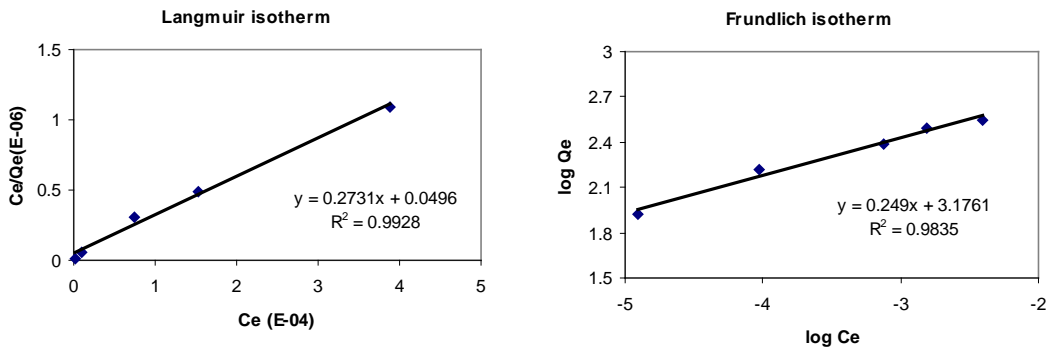 Langmuir isotherm
1.5
1
0.5
0
Ce/Qe(E-06)
y = 0.2731x + 0.0496
R² = 0.9928
0 1 2 3 4 5
Ce (E-04)
Frundlich isotherm
3
2.7
2.4
2.1
1.8
1.5
log Qe
y = 0.249x + 3.1761
R² = 0.9835
-5 -4 -3 -2
log Ce